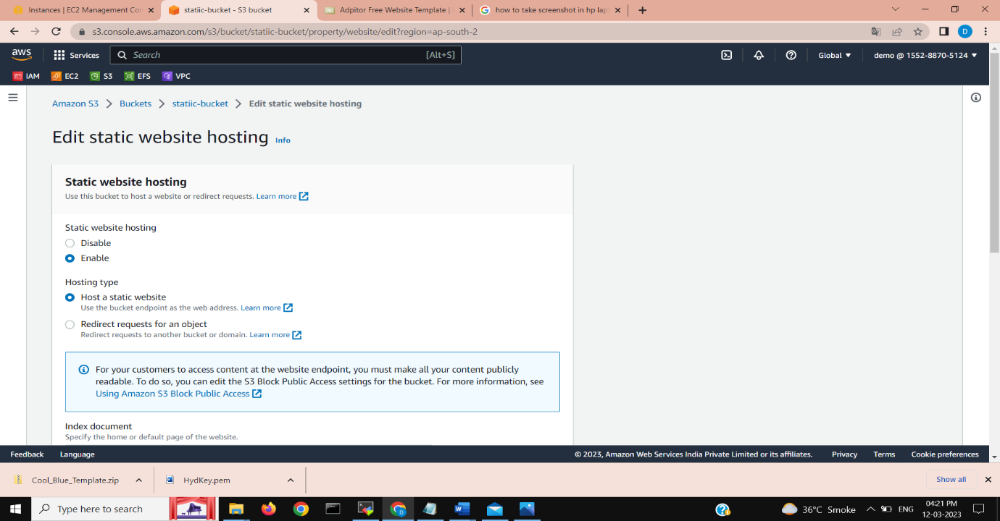 Instances | EC2 Management Con
statiic-bucket - S3 bucket
Adpitor Free Website Template |
how to take screenshot in hp lap
s3.console.aws.amazon.com/s3/bucket/statiic-bucket/property/website/edit?region=ap-south-2
D
aws
Services
Search
[Alt+S]
Global
demo @ 1552-8870-5124
IAM
EC2
S3
EFS
VPC
Amazon S3 > Buckets > statiic-bucket > Edit static website hosting
Edit static website hosting Info
Static website hosting
Use this bucket to host a website or redirect requests. Learn more
Static website hosting
Disable
Enable
Hosting type
Host a static website
Use the bucket endpoint as the web address. Learn more
Redirect requests for an object
Redirect requests to another bucket or domain. Learn more
For your customers to access content at the website endpoint, you must make all your content publicly
readable. To do so, you can edit the S3 Block Public Access settings for the bucket. For more information, see
Using Amazon S3 Block Public Access
Index document
Specify the home or default page of the website.
Feedback
Language
© 2023, Amazon Web Services India Private Limited or its affiliates.
Privacy
Terms
Cookie preferences
Cool_Blue_Template.zip
HydKey.pem
Show all
Type here to search
36°C Smoke
ENG
04:21 PM
12-03-2023